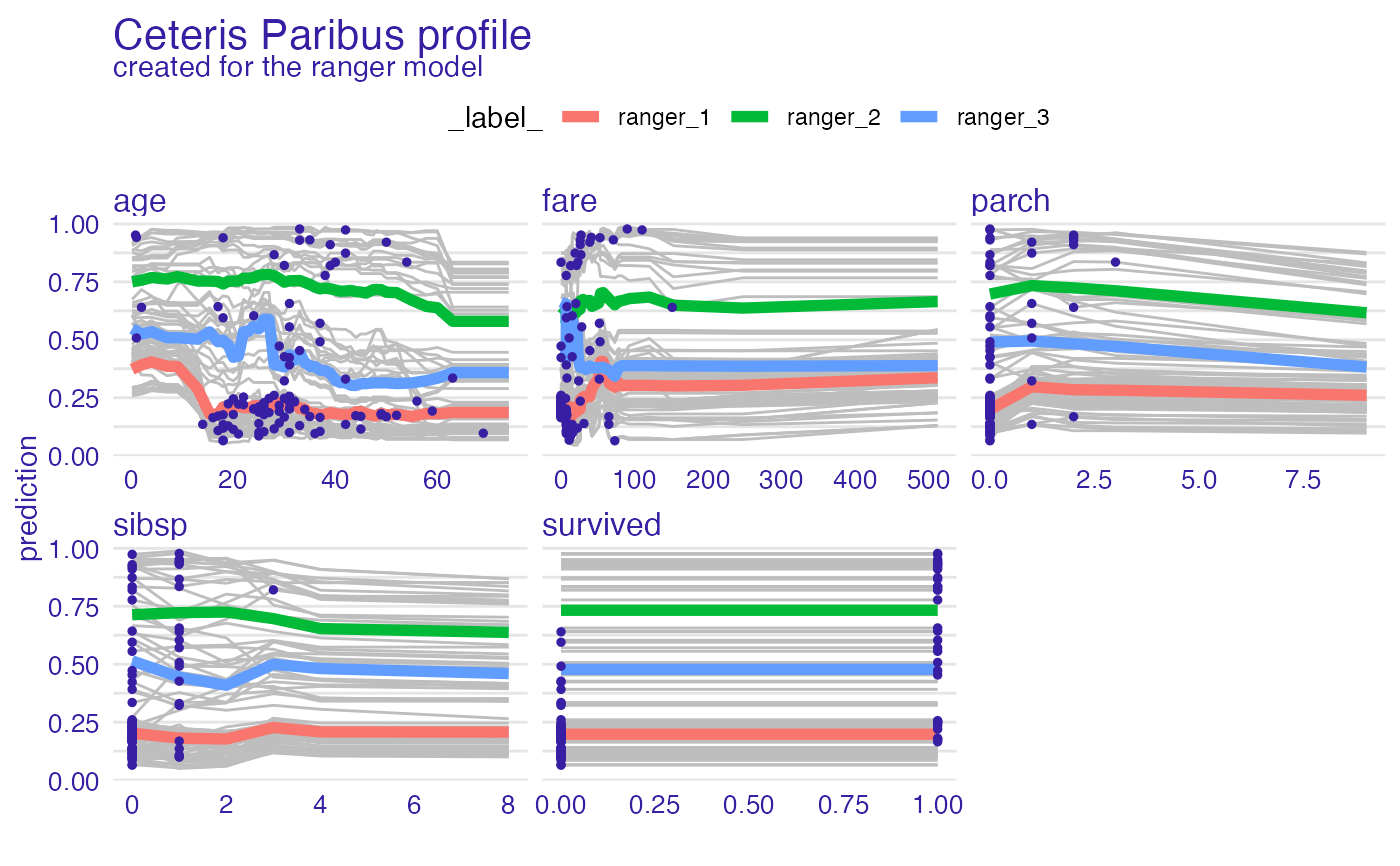 Ceteris Paribus profile
created for the ranger model
_label_ ranger_1 ranger_2 ranger_3
age fare parch
1.00
0.75
0.50
0.25
0.00
0 20 40 60 0 100 200 300 400 500 0.0 2.5 5.0 7.5
prediction
sibsp survived
1.00
0.75
0.50
0.25
0.00
0 2 4 6 8 0.00 0.25 0.50 0.75 1.00